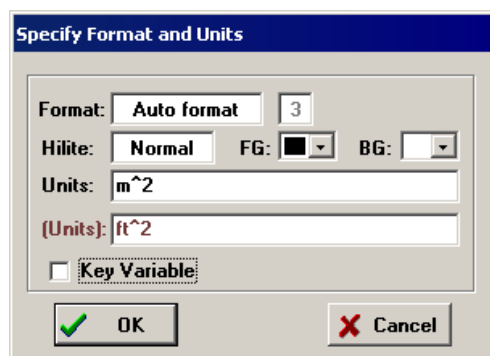 Specify Format and Units
Format: Auto format 3
Hilite: Normal FG: BG:
Units: m^2
(Units): ft^2
Key Variable
OK Cancel